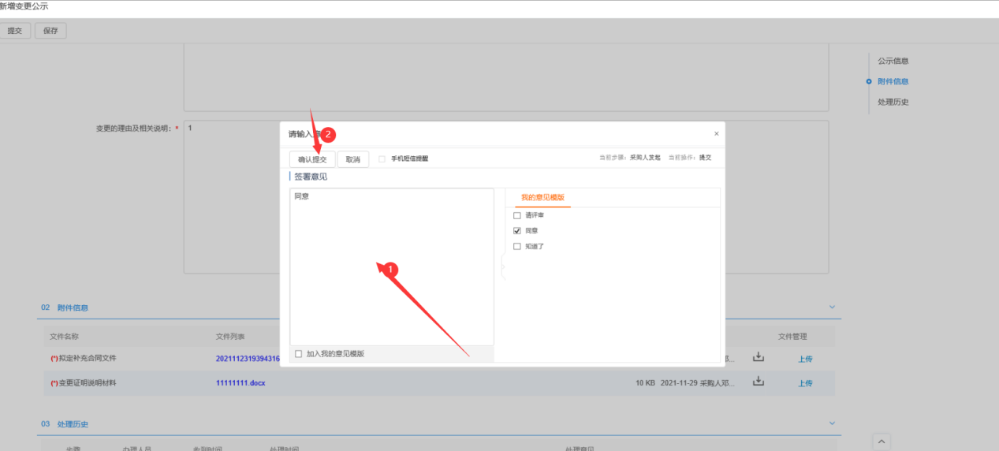 新增变更公示
提交 保存
公示信息
附件信息
处理历史
变更的理由及相关说明: * 1
请输入
2
×
确认提交 取消 手机短信提醒 当前步骤: 采购人发起 当前操作: 提交
签署意见
同意
我的意见模版
请评审
同意
知道了
1
加入我的意见模版
02 附件信息
文件名称 文件列表 文件管理
(*)拟定补充合同文件 2021112319394316 邓... 上传
(*)变更证明说明材料 11111111.docx 10 KB 2021-11-29 采购人邓... 上传
03 处理历史
步骤 办理人员 收到时间 处理时间 处理意见